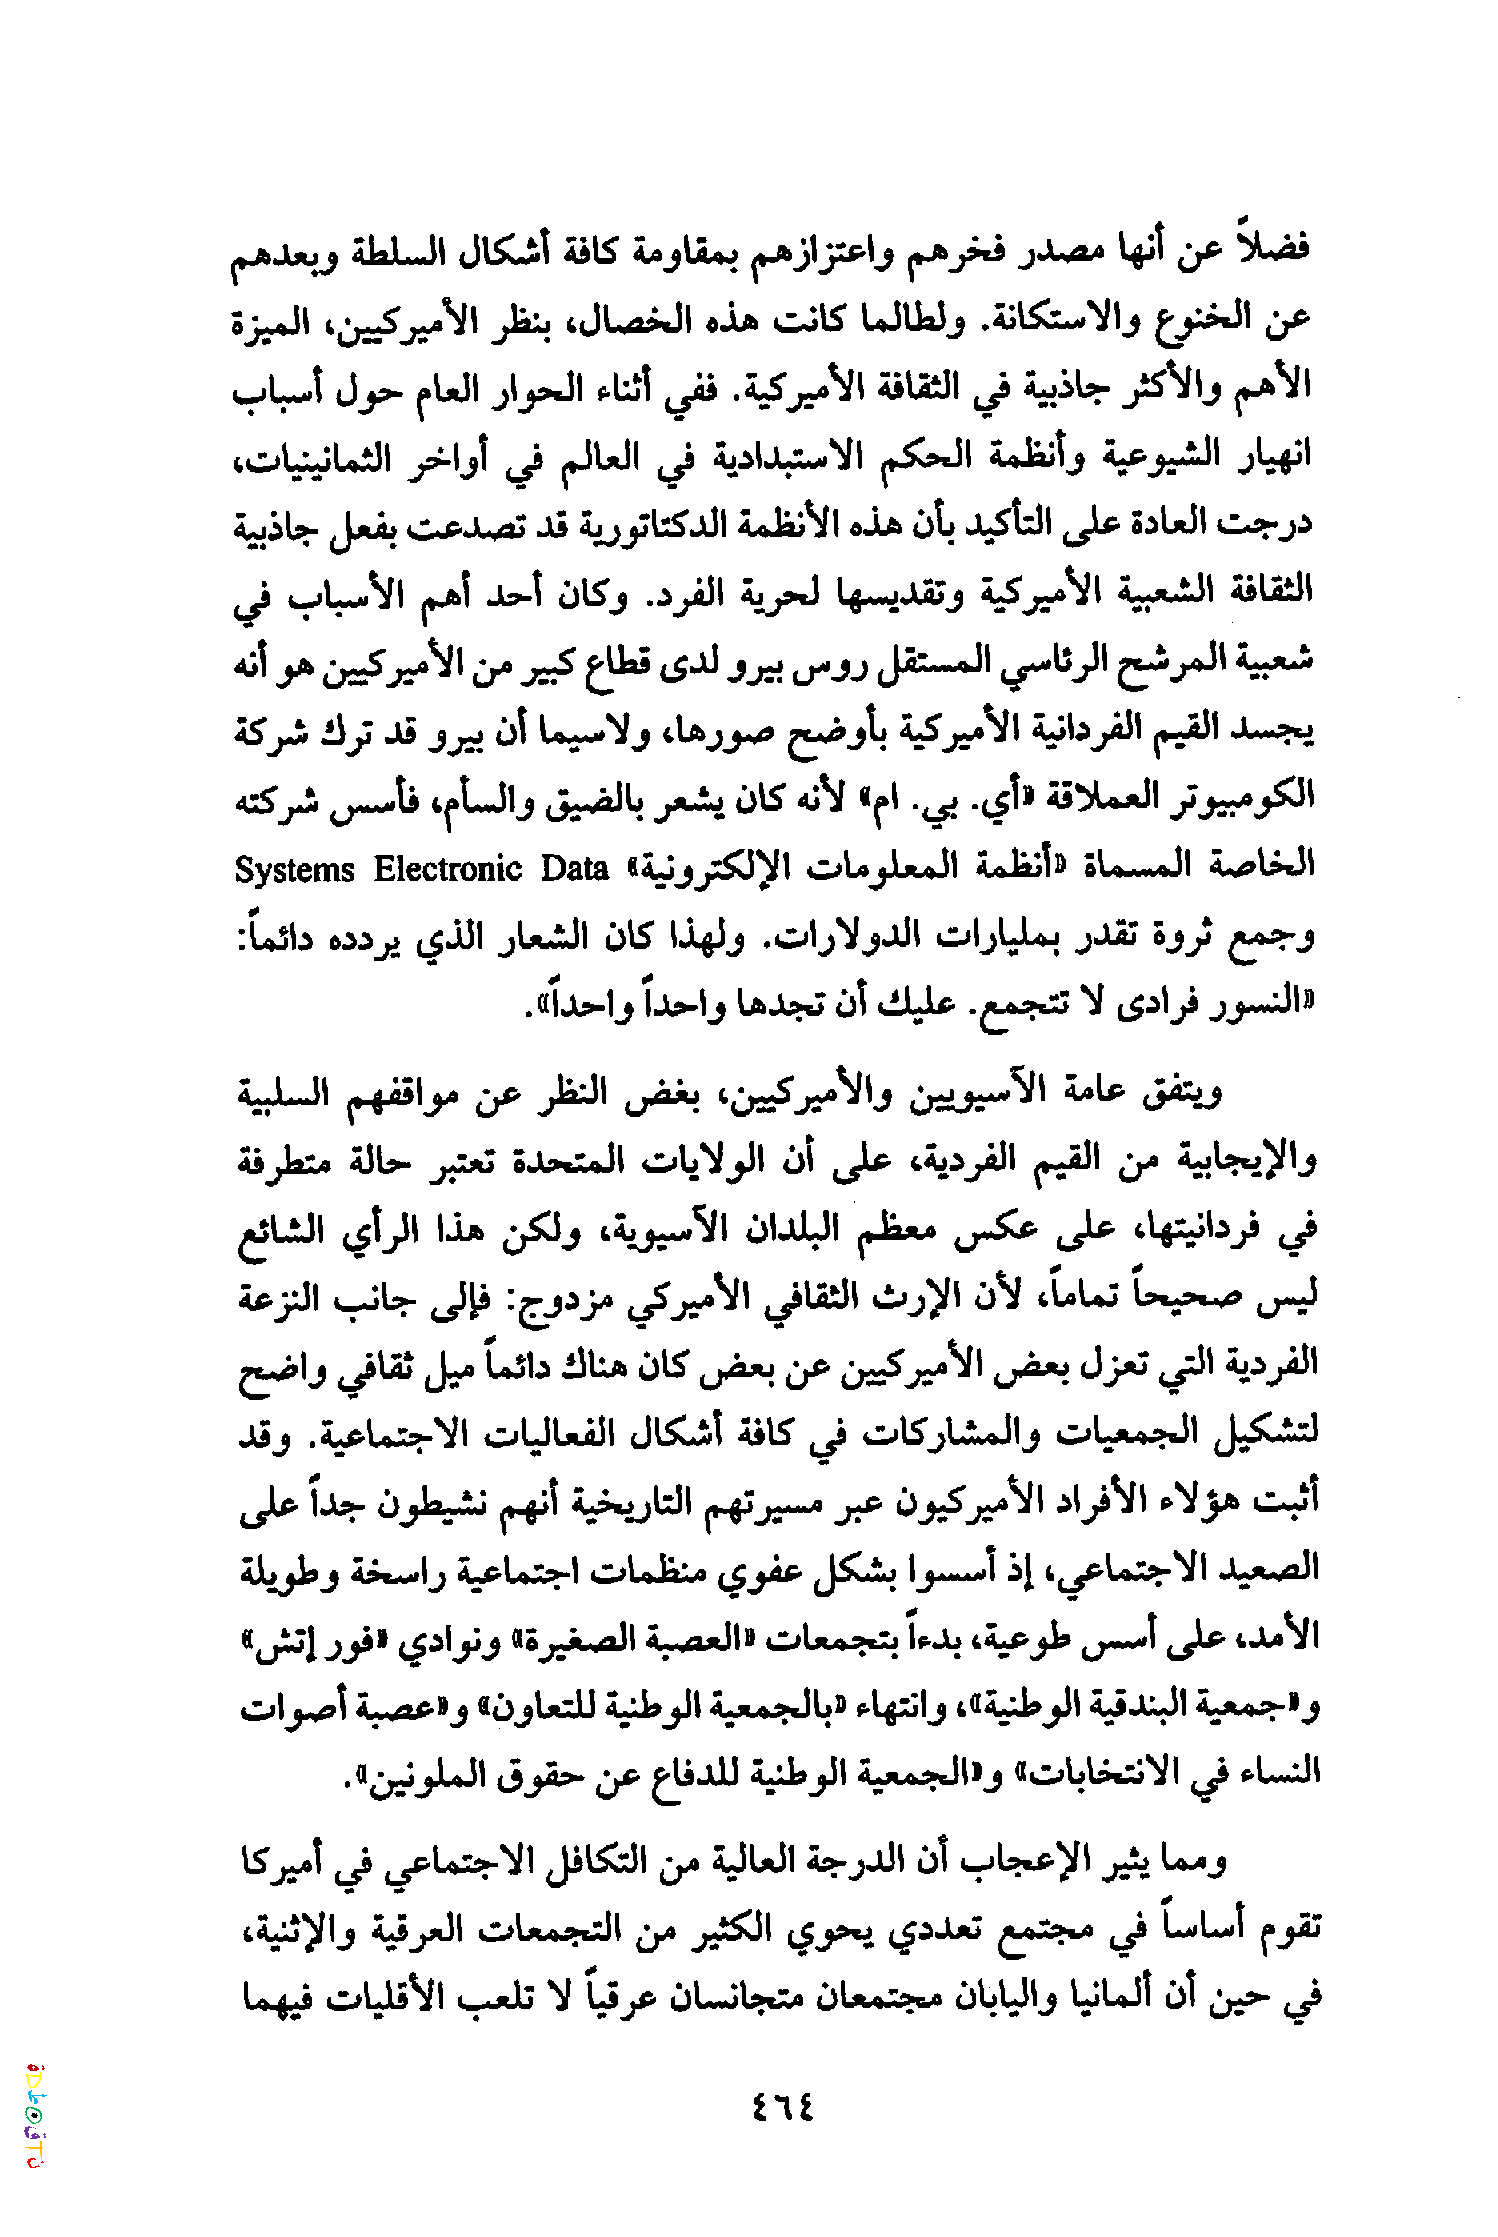 فضلاً عن أنها مصدر فخرهم واعتزازهم بمقاومة كافة أشكال السلطة وبعدهم
عن الخنوع والاستكانة. ولطالما كانت هذه الخصال، بنظر الأميركيين، الميزة
الأهم والأكثر جاذبية في الثقافة الأميركية. ففي أثناء الحوار العام حول أسباب
انهيار الشيوعية وأنظمة الحكم الاستبدادية في العالم في أواخر الثمانينيات،
درجت العادة على التأكيد بأن هذه الأنظمة الدكتاتورية قد تصدعت بفعل جاذبية
الثقافة الشعبية الأميركية وتقديسها لحرية الفرد. وكان أحد أهم الأسباب في
شعبية المرشح الرئاسي المستقل روس بيرو لدى قطاع كبير من الأميركيين هو أنه
يجسد القيم الفردانية الأميركية بأوضح صورها، ولاسيما أن بيرو قد ترك شركة
الكومبيوتر العملاقة «أي. بي. ام» لأنه كان يشعر بالضيق والسأم، فأسس شركته
الخاصة المسماة «أنظمة المعلومات الإلكترونية» Systems Electronic Data
وجمع ثروة تقدر بمليارات الدولارات. ولهذا كان الشعار الذي يردده دائماً:
«النسور فرادى لا تتجمع. عليك أن تجدها واحداً واحداً».
ويتفق عامة الآسيويين والأميركيين، بغض النظر عن مواقفهم السلبية
والإيجابية من القيم الفردية، على أن الولايات المتحدة تعتبر حالة متطرفة
في فردانيتها، على عكس معظم البلدان الآسيوية، ولكن هذا الرأي الشائع
ليس صحيحاً تماماً، لأن الإرث الثقافي الأميركي مزدوج: فإلى جانب النزعة
الفردية التي تعزل بعض الأميركيين عن بعض كان هناك دائماً ميل ثقافي واضح
لتشكيل الجمعيات والمشاركات في كافة أشكال الفعاليات الاجتماعية. وقد
أثبت هؤلاء الأفراد الأميركيون عبر مسيرتهم التاريخية أنهم نشيطون جداً على
الصعيد الاجتماعي، إذ أسسوا بشكل عفوي منظمات اجتماعية راسخة وطويلة
الأمد، على أسس طوعية، بدءاً بتجمعات «العصبة الصغيرة» ونوادي «فور إتش»
و«جمعية البندقية الوطنية»، وانتهاء «بالجمعية الوطنية للتعاون» و«عصبة أصوات
النساء في الانتخابات» و«الجمعية الوطنية للدفاع عن حقوق الملونين».
ومما يثير الإعجاب أن الدرجة العالية من التكافل الاجتماعي في أميركا
تقوم أساساً في مجتمع تعددي يحوي الكثير من التجمعات العرقية والإثنية،
في حين أن ألمانيا واليابان مجتمعان متجانسان عرقياً لا تلعب الأقليات فيهما
٤٦٤